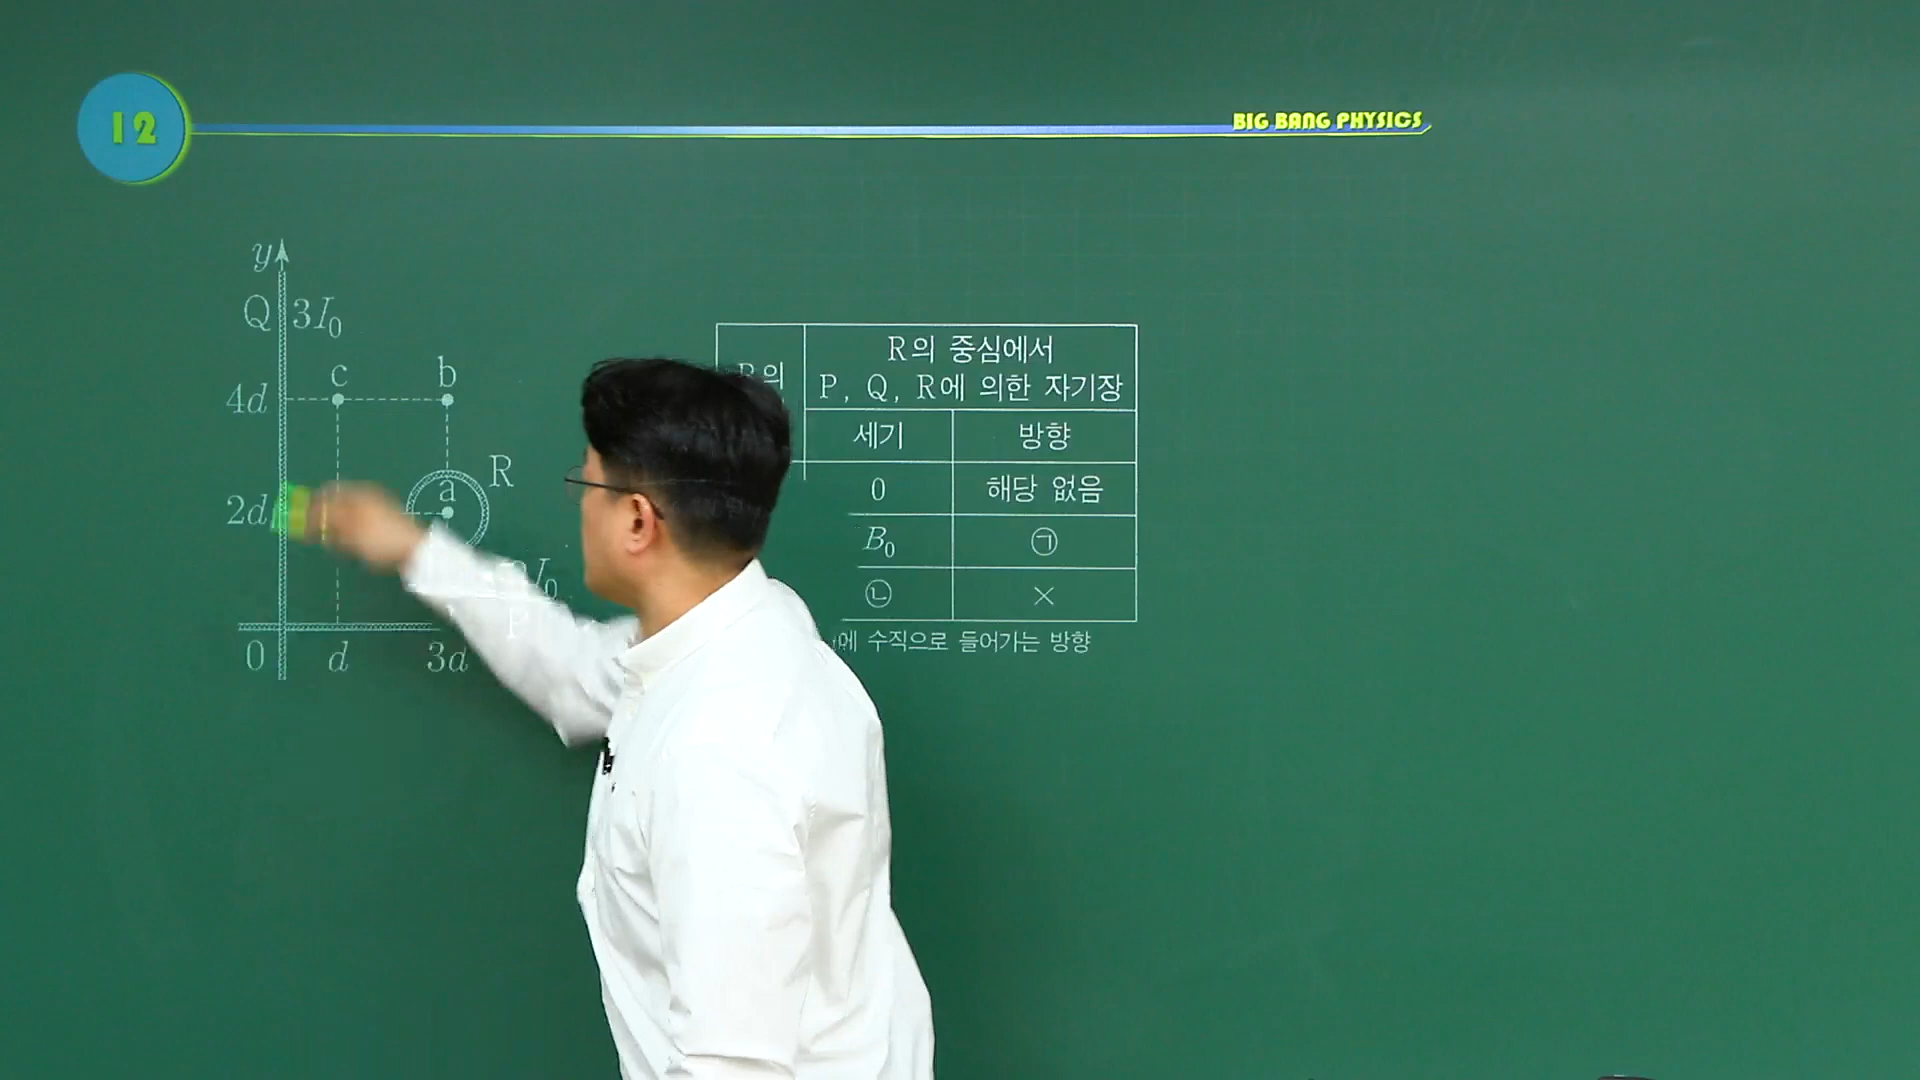 12
BIG BANG PHYSICS
y
Q 3I₀
c b
4d
R
a
2d
I₀
P
0 d 3d
R의 중심에서
의
P, Q, R에 의한 자기장
세기 방향
0 해당 없음
B₀ ㉠
㉡ ×
에 수직으로 들어가는 방향